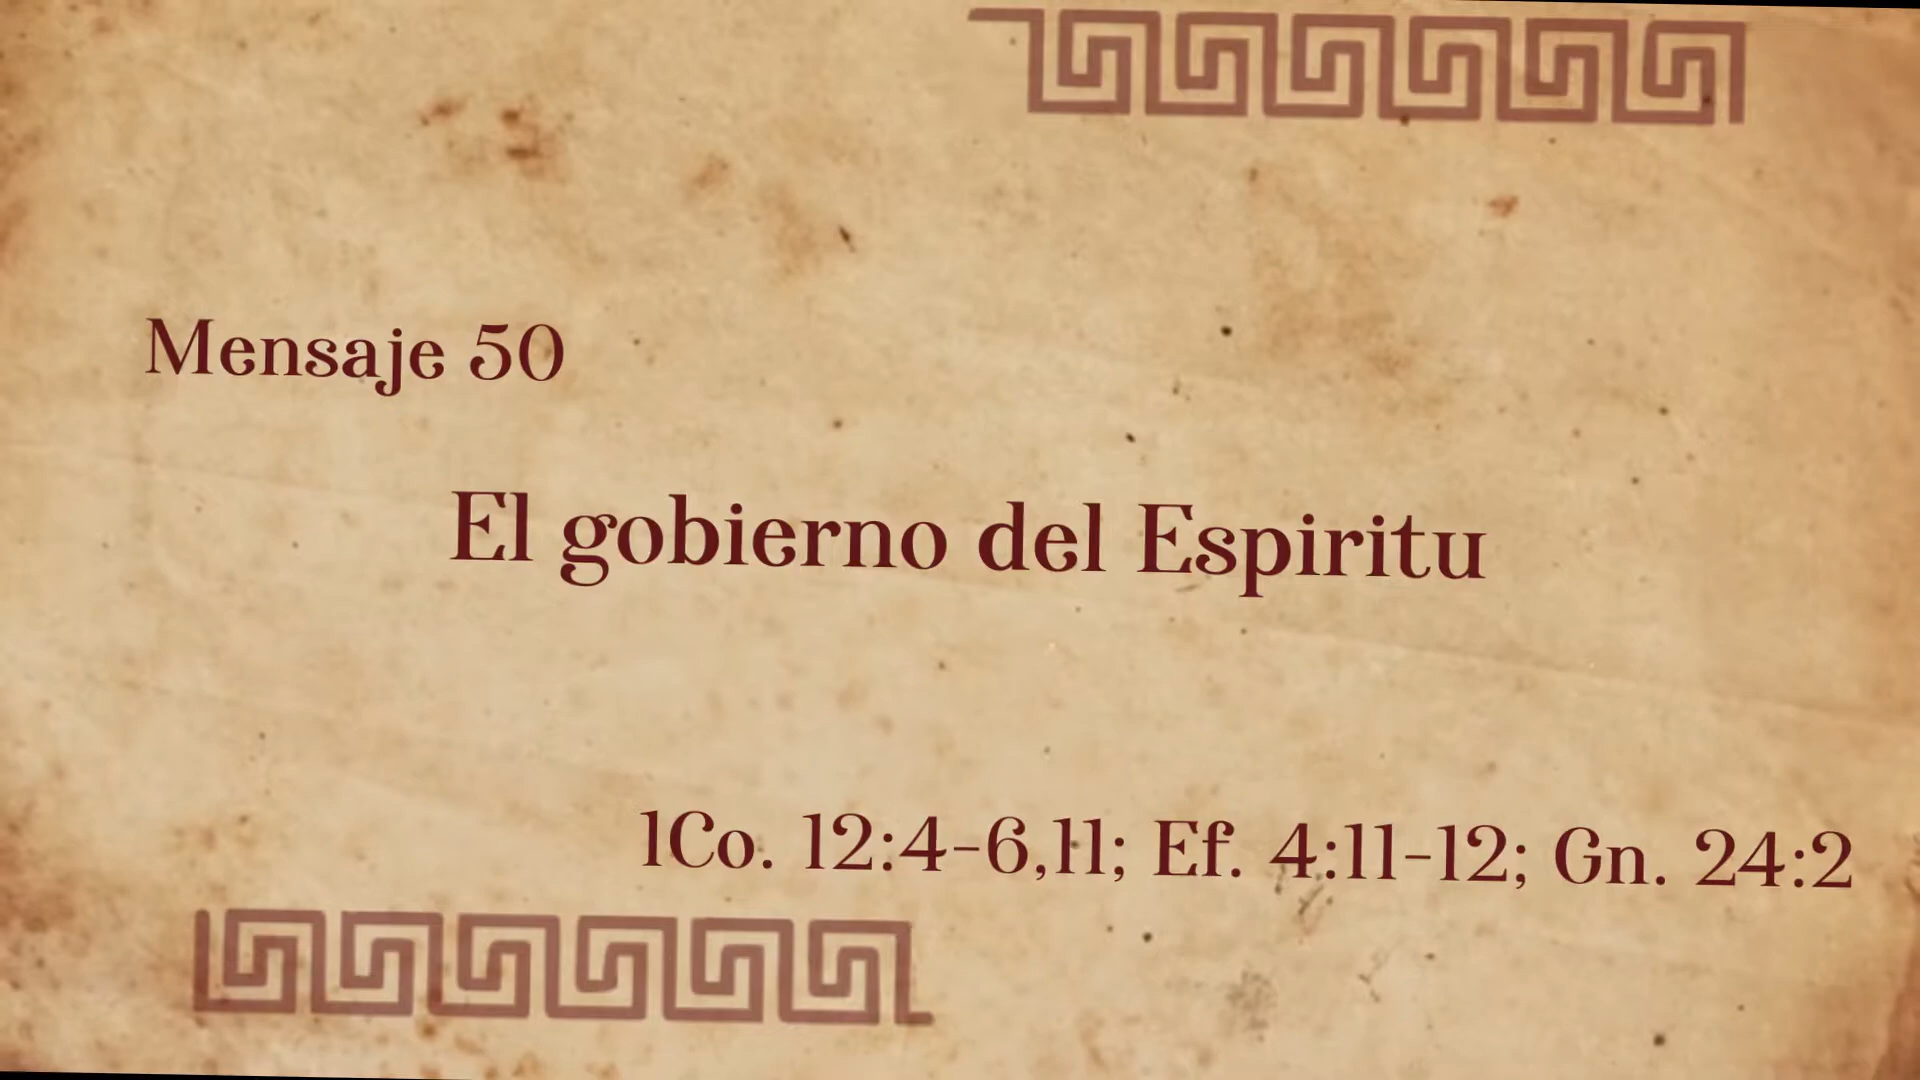 Mensaje 50
El gobierno del Espiritu
1Co. 12:4-6,11; Ef. 4:11-12; Gn. 24:2